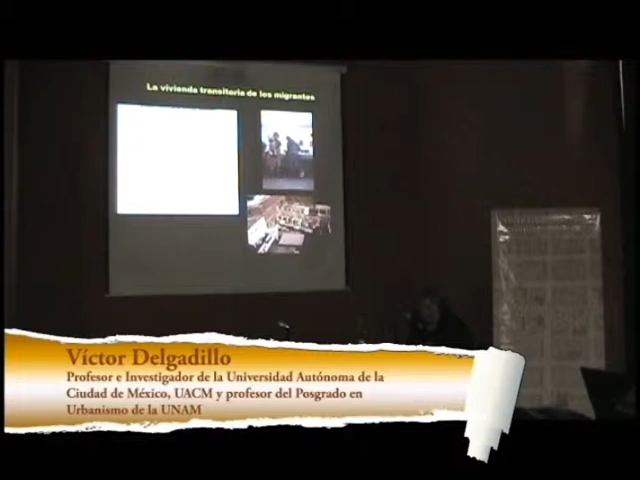 La vivienda transitoria de los migrantes
Víctor Delgadillo
Profesor e Investigador de la Universidad Autónoma de la
Ciudad de México, UACM y profesor del Posgrado en
Urbanismo de la UNAM